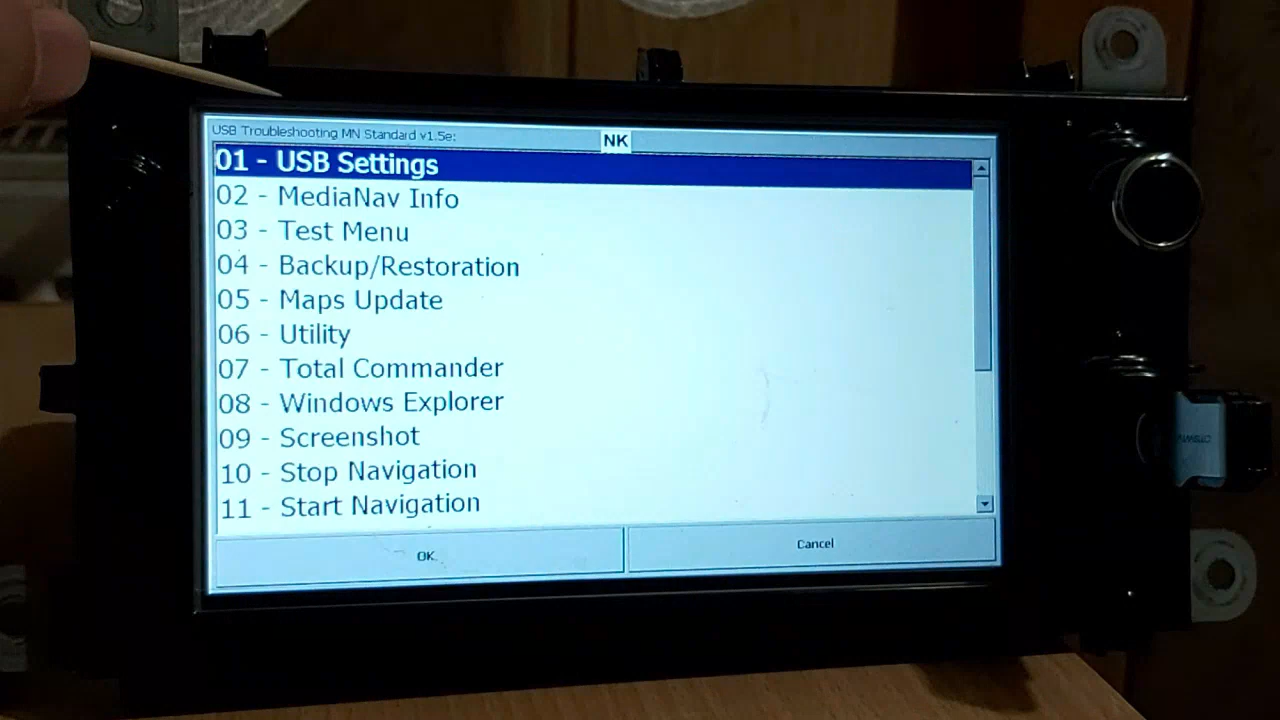 USB Troubleshooting MN Standard v1.5e:
NK
01 - USB Settings
02 - MediaNav Info
03 - Test Menu
04 - Backup/Restoration
05 - Maps Update
06 - Utility
07 - Total Commander
08 - Windows Explorer
09 - Screenshot
10 - Stop Navigation
11 - Start Navigation
OK
Cancel